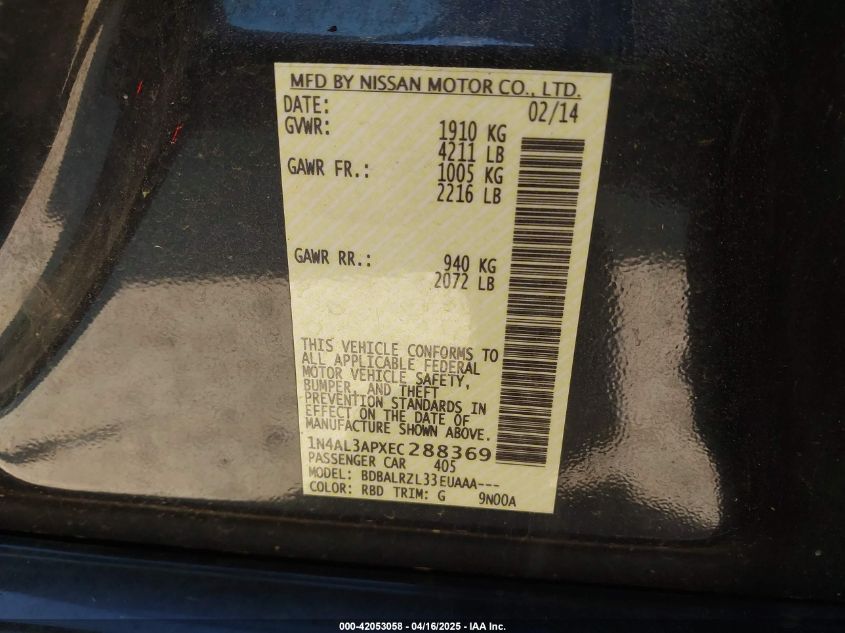 MFD BY NISSAN MOTOR CO., LTD.
DATE: 02/14
GVWR: 1910 KG
4211 LB
GAWR FR.: 1005 KG
2216 LB
GAWR RR.: 940 KG
2072 LB
THIS VEHICLE CONFORMS TO
ALL APPLICABLE FEDERAL
MOTOR VEHICLE SAFETY,
BUMPER, AND THEFT
PREVENTION STANDARDS IN
EFFECT ON THE DATE OF
MANUFACTURE SHOWN ABOVE.
1N4AL3APXEC288369
PASSENGER CAR 405
MODEL: BDBALRZL33EUAAA---
COLOR: RBD TRIM: G 9N00A
000-42053058 - 04/16/2025 - IAA Inc.